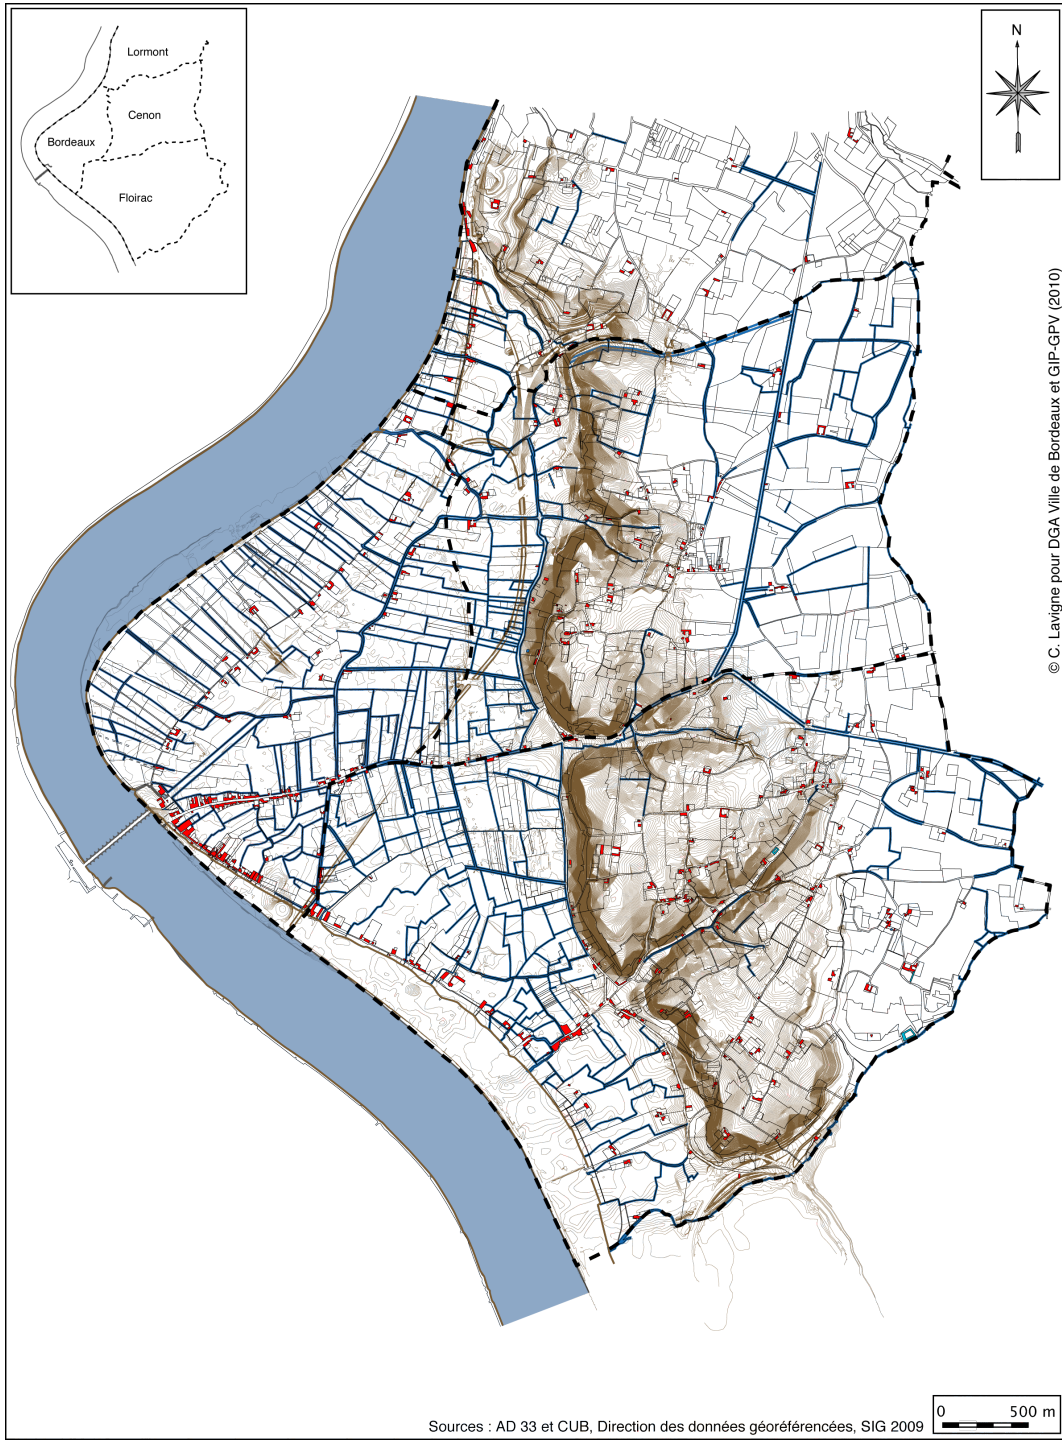 Lormont
Cenon
Bordeaux
Floirac
N
© C. Lavigne pour DGA Ville de Bordeaux et GIP-GPV (2010)
Sources : AD 33 et CUB, Direction des données géoréférencées, SIG 2009
0 500 m